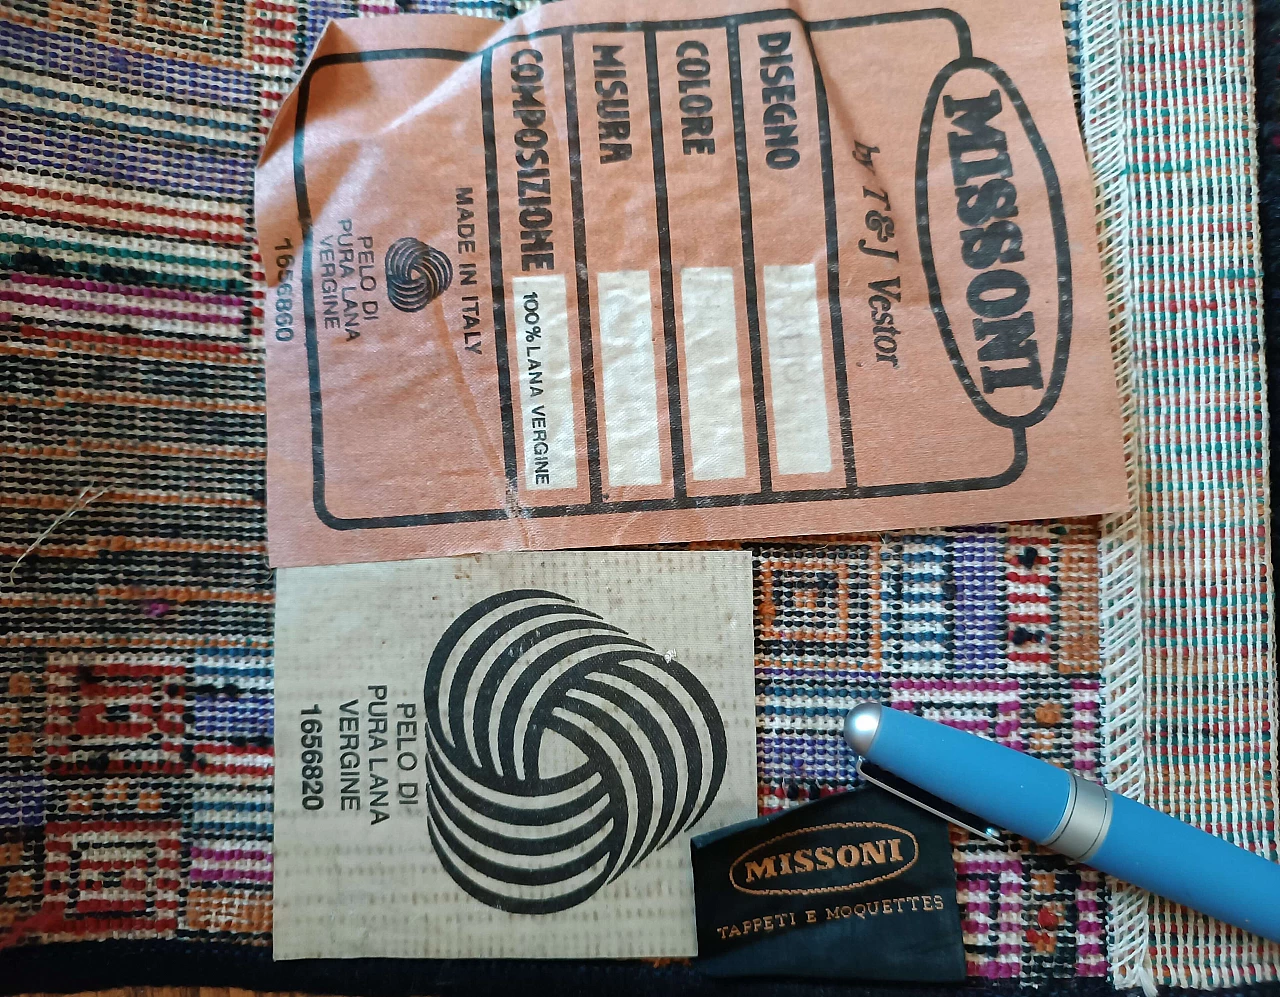 MISSONI
by T & J Vestor
DISEGNO
COLORE
MISURA
COMPOSIZIONE 100% LANA VERGINE
MADE IN ITALY
PELO DI
PURA LANA
VERGINE
1656860
PELO DI
PURA LANA
VERGINE
1656820
MISSONI
TAPPETI E MOQUETTES